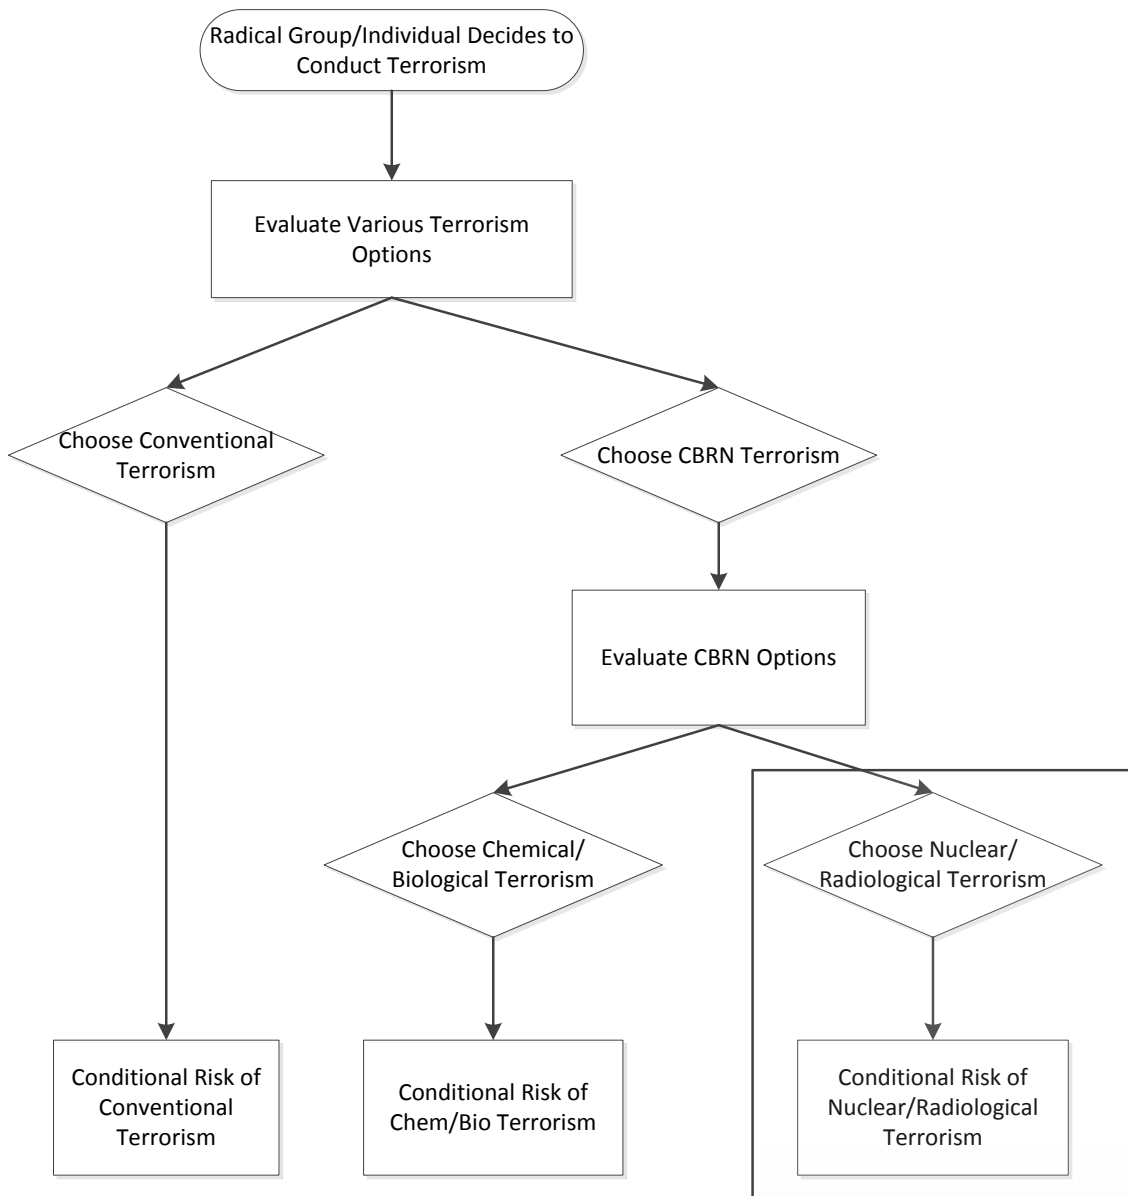 Radical Group/Individual Decides to
Conduct Terrorism
Evaluate Various Terrorism
Options
Choose Conventional
Terrorism
Choose CBRN Terrorism
Evaluate CBRN Options
Choose Chemical/
Biological Terrorism
Choose Nuclear/
Radiological Terrorism
Conditional Risk of
Conventional
Terrorism
Conditional Risk of
Chem/Bio Terrorism
Conditional Risk of
Nuclear/Radiological
Terrorism